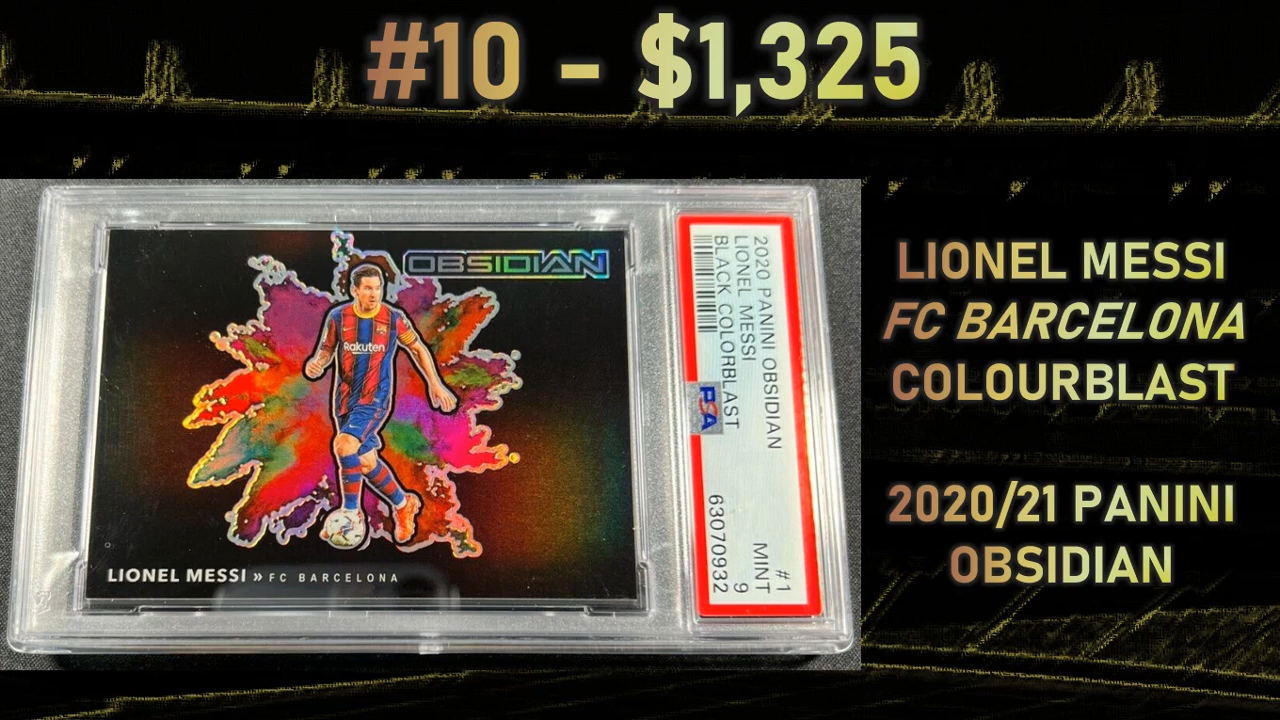 #10 - $1,325
OBSIDIAN
Rakuten
LIONEL MESSI » FC BARCELONA
2020 PANINI OBSIDIAN
LIONEL MESSI
BLACK COLORBLAST
#1
MINT
9
63070932
PSA
LIONEL MESSI
FC BARCELONA
COLOURBLAST
2020/21 PANINI
OBSIDIAN